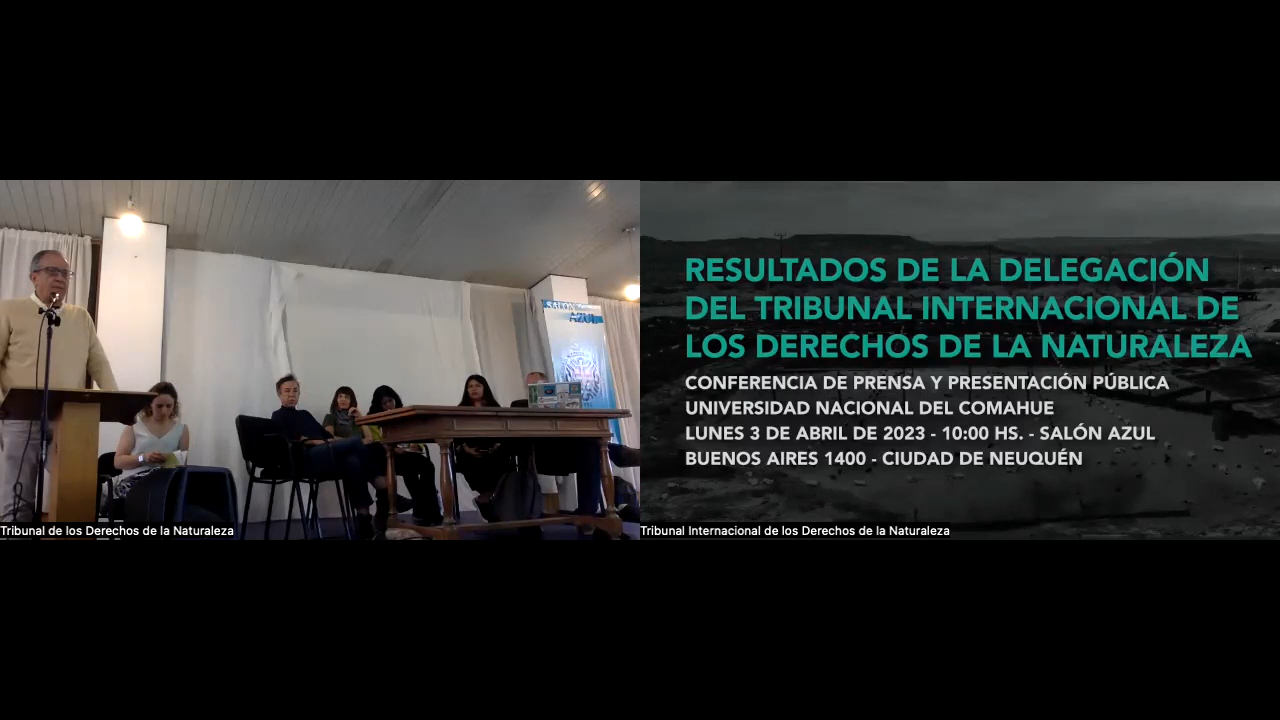 SALÓN
AZUL
Tribunal de los Derechos de la Naturaleza
RESULTADOS DE LA DELEGACIÓN
DEL TRIBUNAL INTERNACIONAL DE
LOS DERECHOS DE LA NATURALEZA
CONFERENCIA DE PRENSA Y PRESENTACIÓN PÚBLICA
UNIVERSIDAD NACIONAL DEL COMAHUE
LUNES 3 DE ABRIL DE 2023 - 10:00 HS. - SALÓN AZUL
BUENOS AIRES 1400 - CIUDAD DE NEUQUÉN
Tribunal Internacional de los Derechos de la Naturaleza